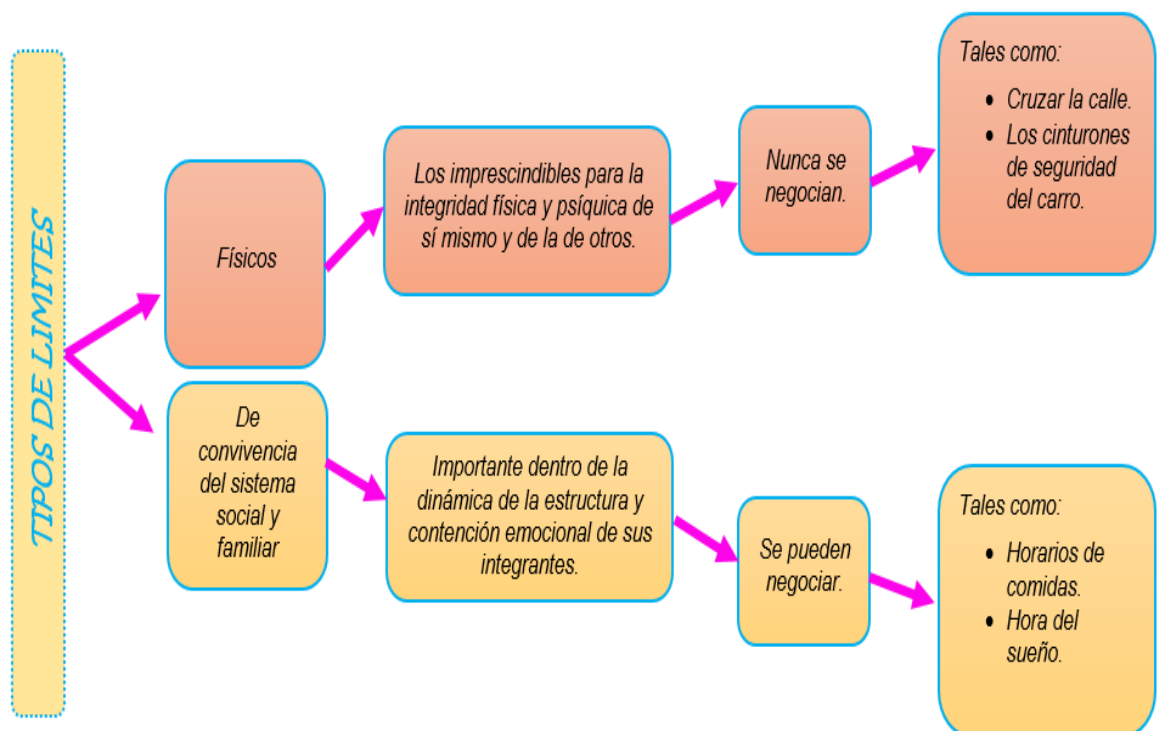 TIPOS DE LIMITES
Físicos
Los imprescindibles para la
integridad física y psíquica de
sí mismo y de la de otros.
Nunca se
negocian.
Tales como:
• Cruzar la calle.
• Los cinturones
de seguridad
del carro.
De
convivencia
del sistema
social y
familiar
Importante dentro de la
dinámica de la estructura y
contención emocional de sus
integrantes.
Se pueden
negociar.
Tales como:
• Horarios de
comidas.
• Hora del
sueño.